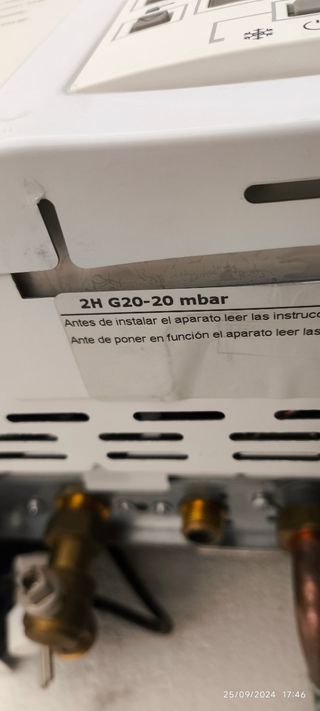 2H G20-20 mbar
Antes de instalar el aparato leer las
Ante de poner en función el aparato leer las
25/09/2024 17:46